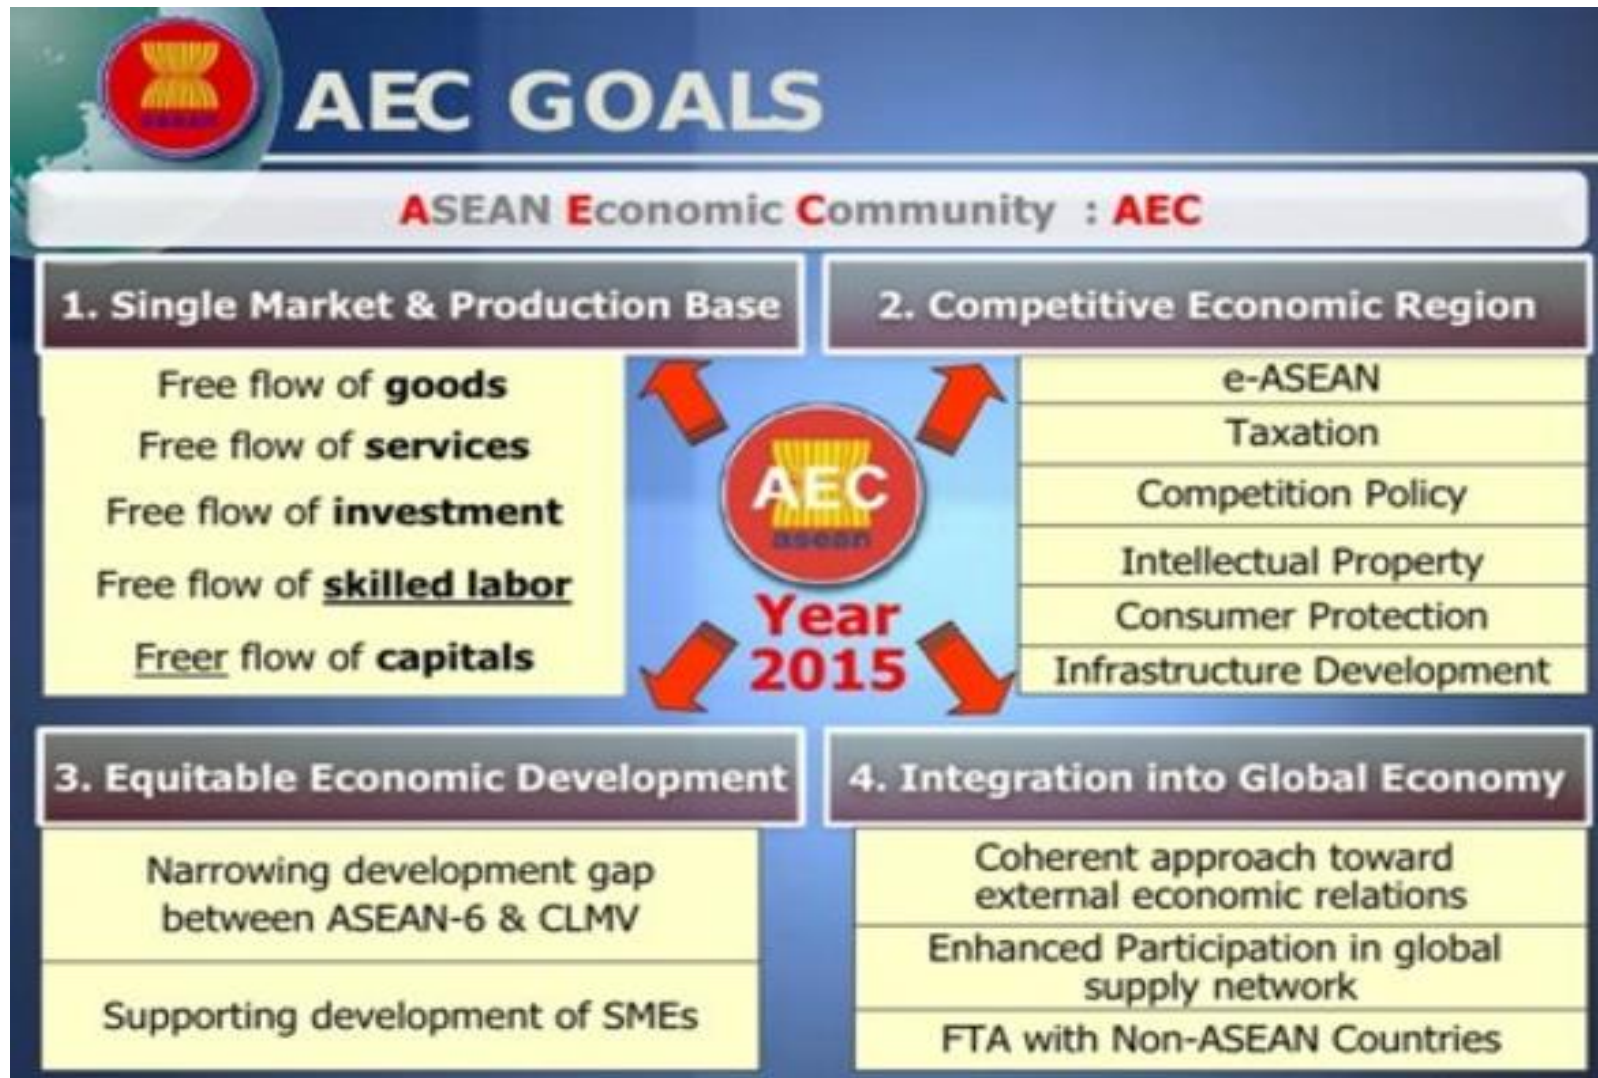 asean
AEC GOALS
ASEAN Economic Community : AEC
1. Single Market & Production Base
Free flow of goods
Free flow of services
Free flow of investment
Free flow of skilled labor
Freer flow of capitals
2. Competitive Economic Region
e-ASEAN
Taxation
Competition Policy
Intellectual Property
Consumer Protection
Infrastructure Development
AEC
asean
Year
2015
3. Equitable Economic Development
Narrowing development gap
between ASEAN-6 & CLMV
Supporting development of SMEs
4. Integration into Global Economy
Coherent approach toward
external economic relations
Enhanced Participation in global
supply network
FTA with Non-ASEAN Countries